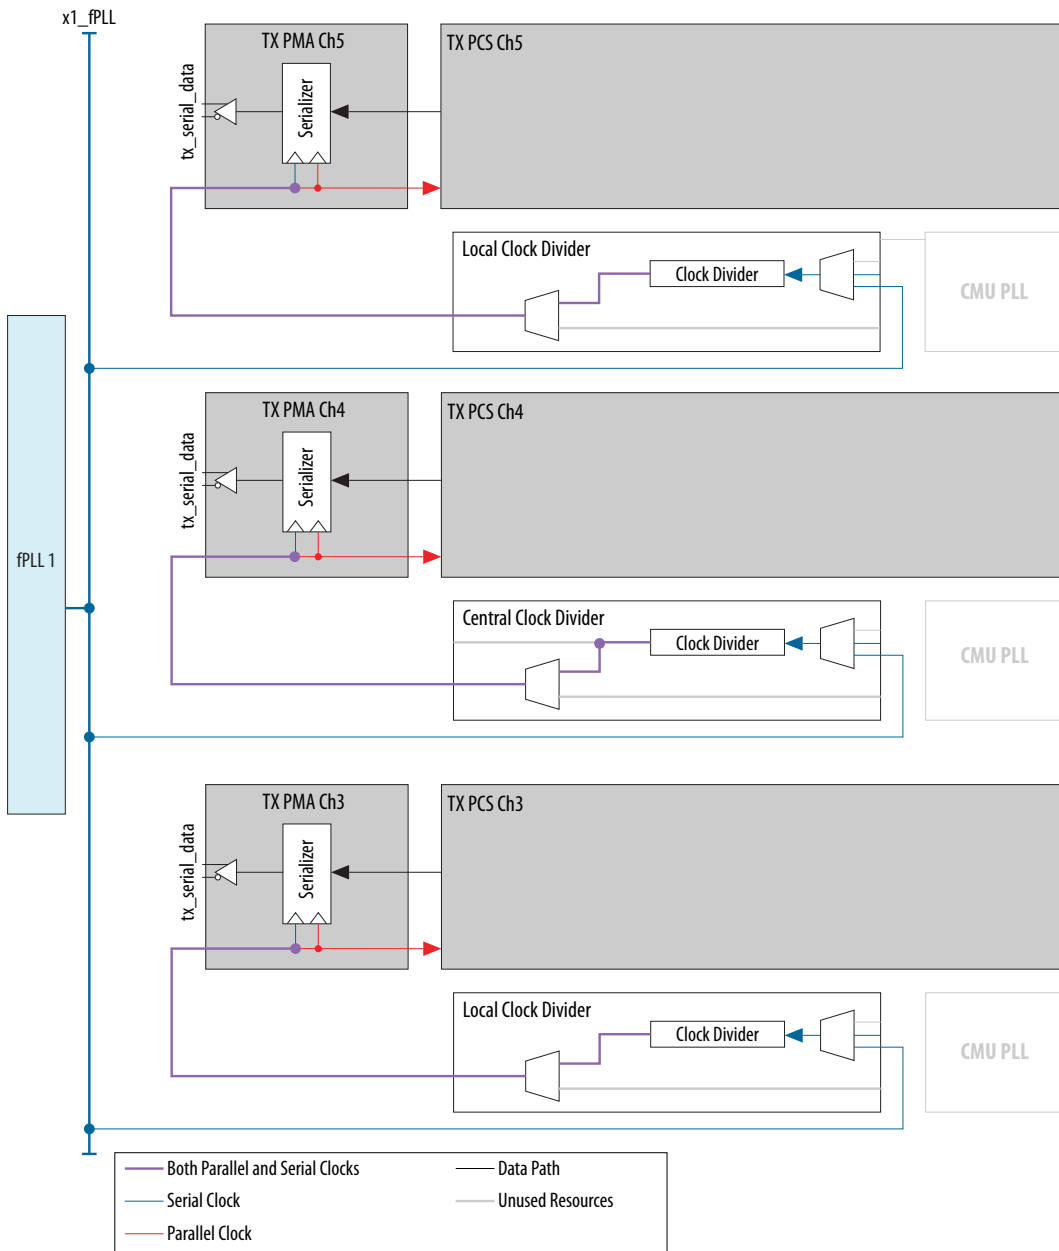 x1_fPLL
TX PMA Ch5
TX PCS Ch5
tx_serial_data
Serializer
Local Clock Divider
Clock Divider
CMU PLL
TX PMA Ch4
TX PCS Ch4
tx_serial_data
Serializer
fPLL 1
Central Clock Divider
Clock Divider
CMU PLL
TX PMA Ch3
TX PCS Ch3
tx_serial_data
Serializer
Local Clock Divider
Clock Divider
CMU PLL
Both Parallel and Serial Clocks
Data Path
Serial Clock
Unused Resources
Parallel Clock